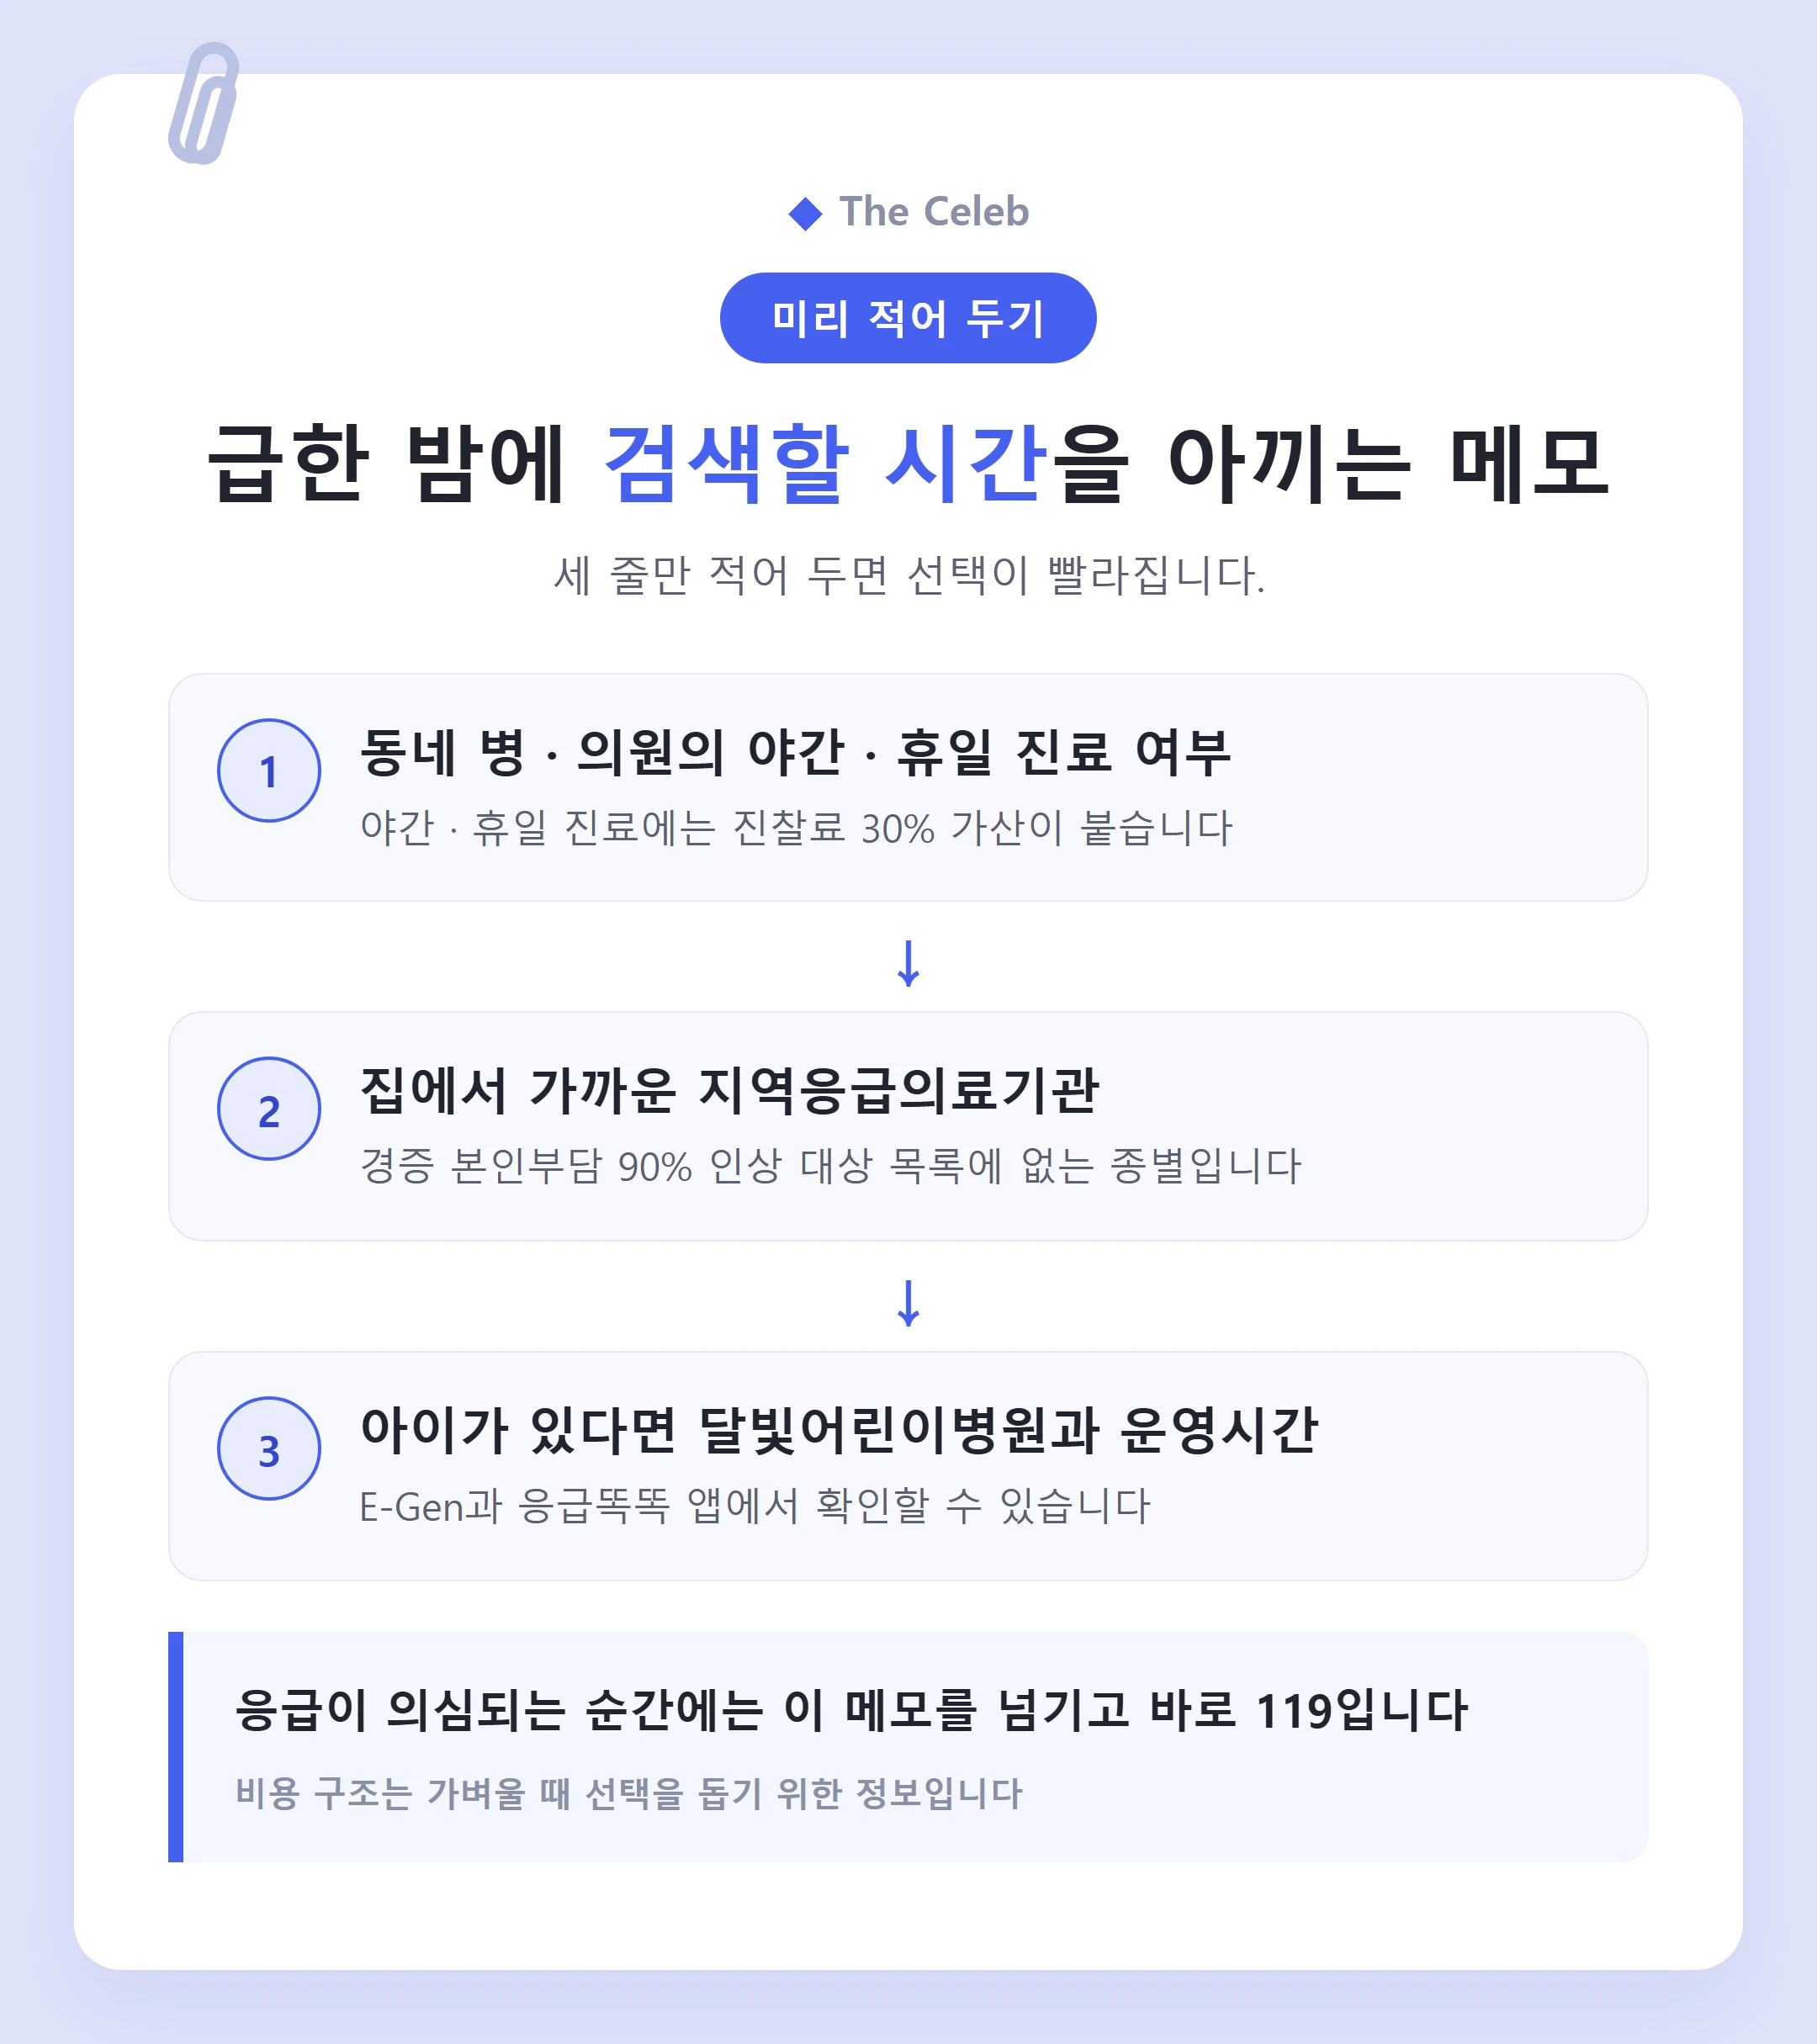 The Celeb
미리 적어 두기
급한 밤에 검색할 시간을 아끼는 메모
세 줄만 적어 두면 선택이 빨라집니다.
1
동네 병 · 의원의 야간 · 휴일 진료 여부
야간 · 휴일 진료에는 진찰료 30% 가산이 붙습니다
↓
2
집에서 가까운 지역응급의료기관
경증 본인부담 90% 인상 대상 목록에 없는 종별입니다
↓
3
아이가 있다면 달빛어린이병원과 운영시간
E-Gen과 응급똑똑 앱에서 확인할 수 있습니다
응급이 의심되는 순간에는 이 메모를 넘기고 바로 119입니다
비용 구조는 가벼울 때 선택을 돕기 위한 정보입니다